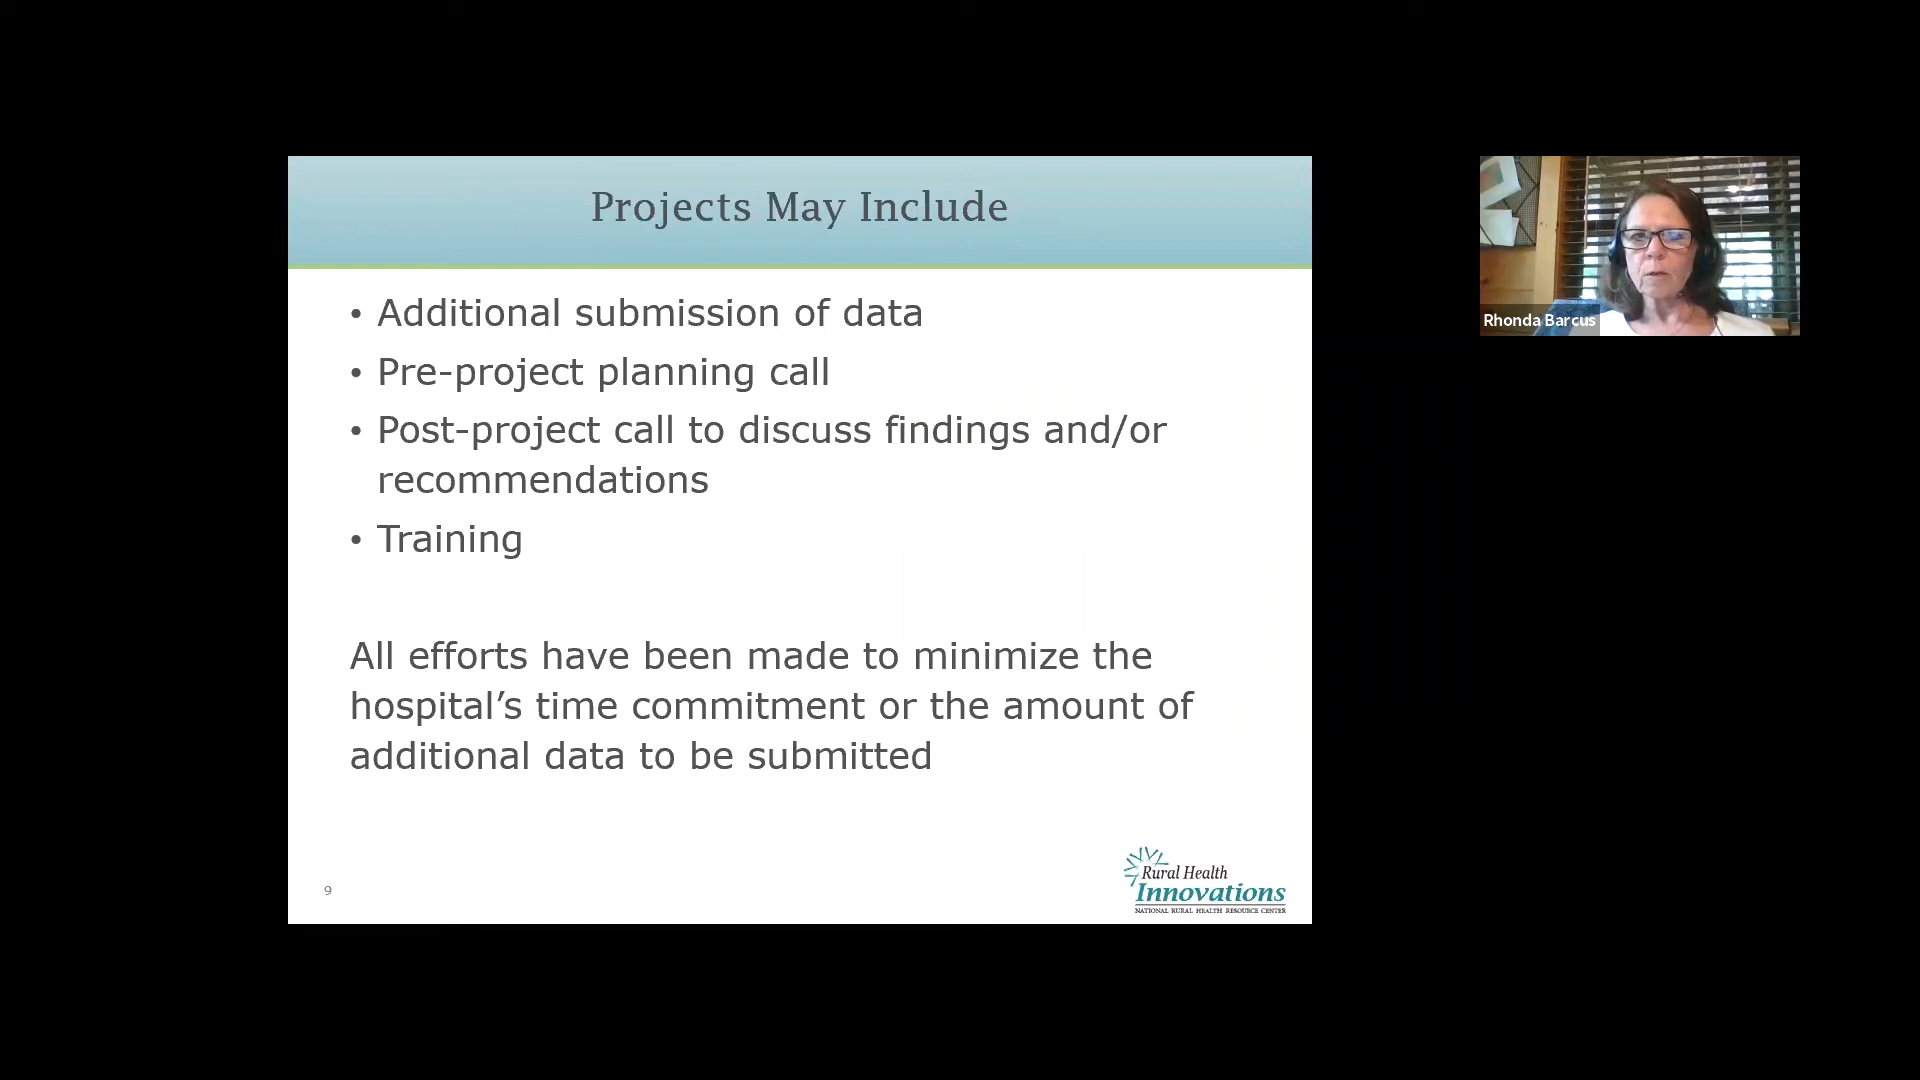 Projects May Include
• Additional submission of data
• Pre-project planning call
• Post-project call to discuss findings and/or
recommendations
• Training
All efforts have been made to minimize the
hospital’s time commitment or the amount of
additional data to be submitted
9
Rural Health
Innovations
NATIONAL RURAL HEALTH RESOURCE CENTER
Rhonda Barcus